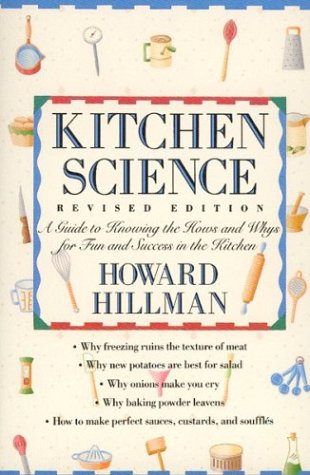 KITCHEN
SCIENCE
REVISED EDITION
A Guide to Knowing the Hows and Whys
for Fun and Success in the Kitchen
HOWARD
HILLMAN
• Why freezing ruins the texture of meat
• Why new potatoes are best for salad
• Why onions make you cry
• Why baking powder leavens
• How to make perfect sauces, custards, and soufflés